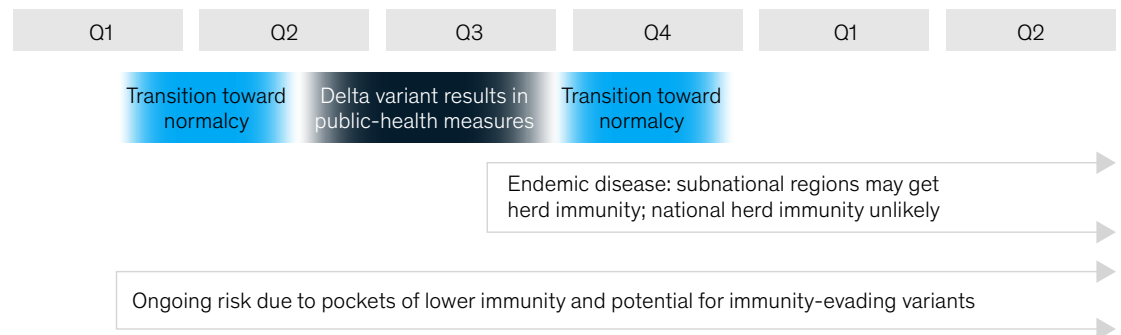 Q1 Q2 Q3 Q4 Q1 Q2
Transition toward
normalcy
Delta variant results in
public-health measures
Transition toward
normalcy
Endemic disease: subnational regions may get
herd immunity; national herd immunity unlikely
Ongoing risk due to pockets of lower immunity and potential for immunity-evading variants